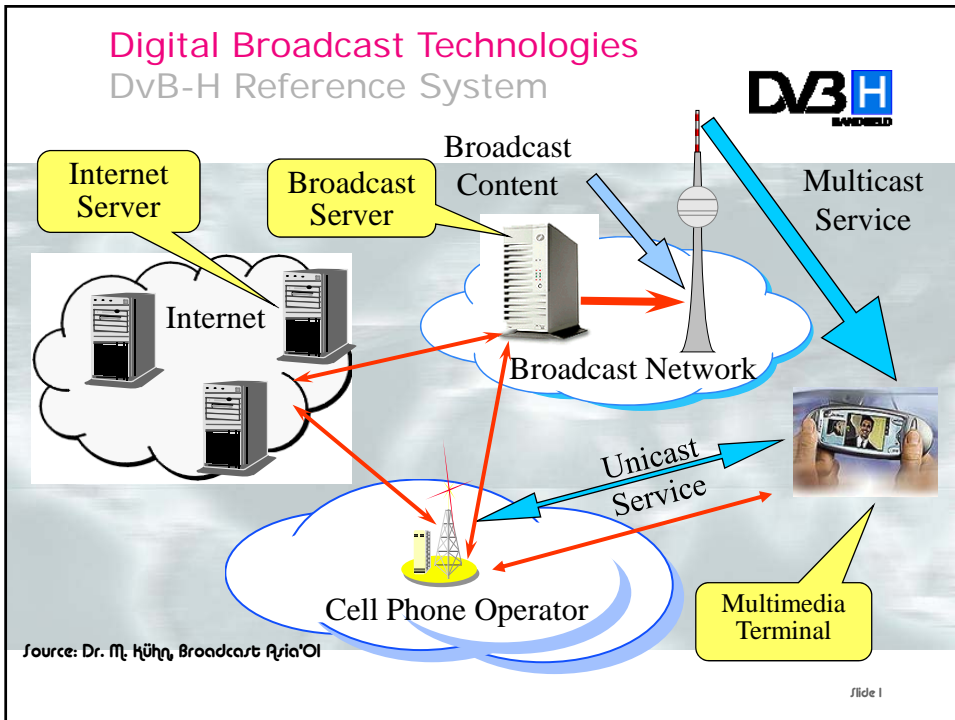 Digital Broadcast Technologies
DvB-H Reference System
DVB H
HANDHELD
Internet
Server
Broadcast
Server
Broadcast
Content
Multicast
Service
Internet
Broadcast Network
Unicast
Service
Cell Phone Operator
Multimedia
Terminal
Source: Dr. M. Kühn, Broadcast Asia'01
Slide 1